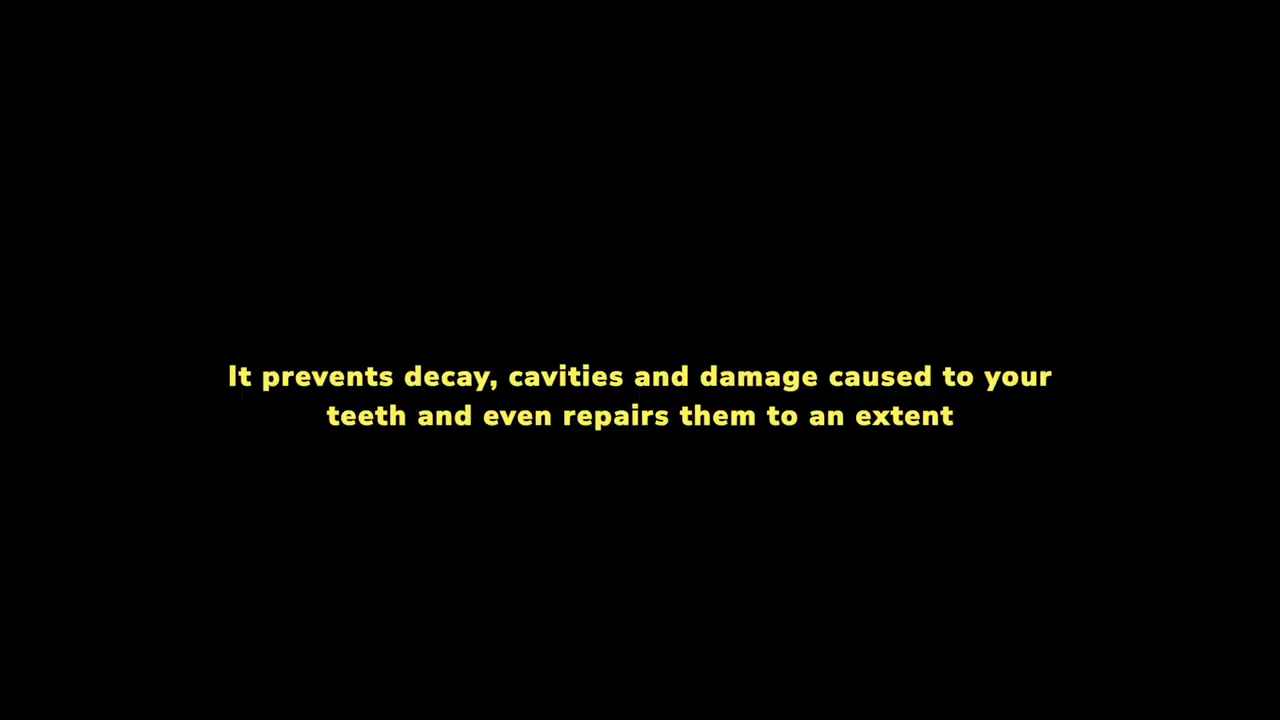 It prevents decay, cavities and damage caused to your
teeth and even repairs them to an extent